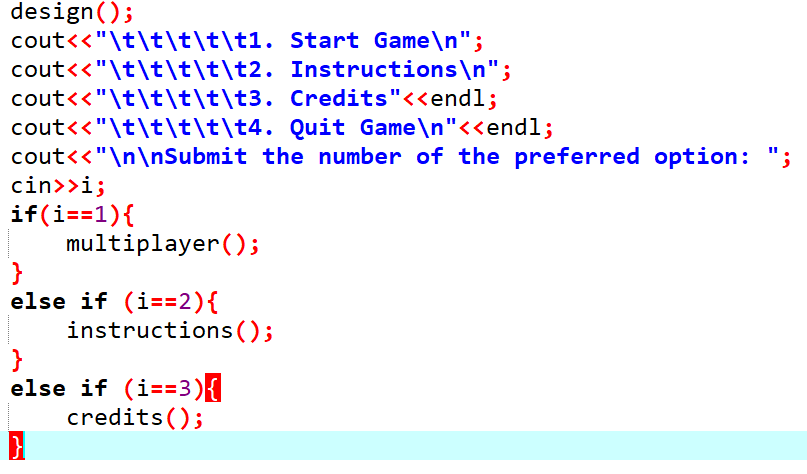 design();
cout<<"\t\t\t\t\t1. Start Game\n";
cout<<"\t\t\t\t\t2. Instructions\n";
cout<<"\t\t\t\t\t3. Credits"<<endl;
cout<<"\t\t\t\t\t4. Quit Game\n"<<endl;
cout<<"\n\nSubmit the number of the preferred option: ";
cin>>i;
if(i==1){
    multiplayer();
}
else if (i==2){
    instructions();
}
else if (i==3){
    credits();
}